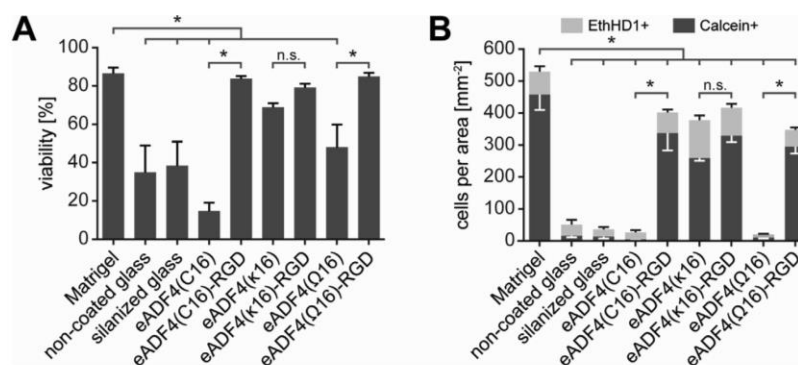 A
*
100
80
60
40
20
0
viability [%]
*
n.s.
*
Matrigel
non-coated glass
silanized glass
eADF4(C16)
eADF4(C16)-RGD
eADF4(κ16)
eADF4(κ16)-RGD
eADF4(Ω16)
eADF4(Ω16)-RGD
B
EthHD1+
Calcein+
*
600
500
400
300
200
100
0
cells per area [mm⁻²]
*
n.s.
*
Matrigel
non-coated glass
silanized glass
eADF4(C16)
eADF4(C16)-RGD
eADF4(κ16)
eADF4(κ16)-RGD
eADF4(Ω16)
eADF4(Ω16)-RGD